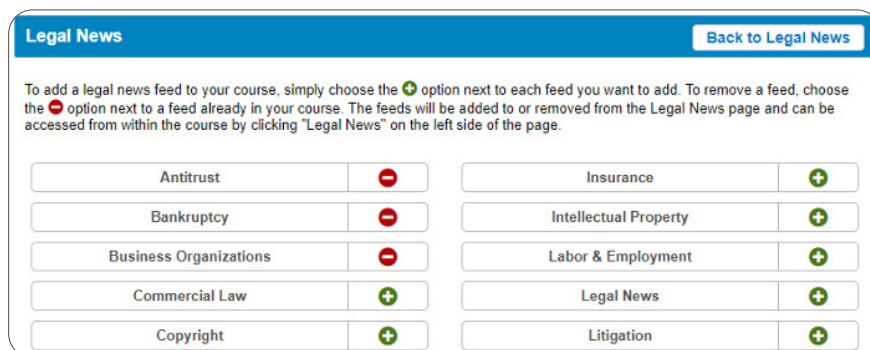 Legal News
Back to Legal News
To add a legal news feed to your course, simply choose the option next to each feed you want to add. To remove a feed, choose
the option next to a feed already in your course. The feeds will be added to or removed from the Legal News page and can be
accessed from within the course by clicking "Legal News" on the left side of the page.
Antitrust
Insurance
Bankruptcy
Intellectual Property
Business Organizations
Labor & Employment
Commercial Law
Legal News
Copyright
Litigation